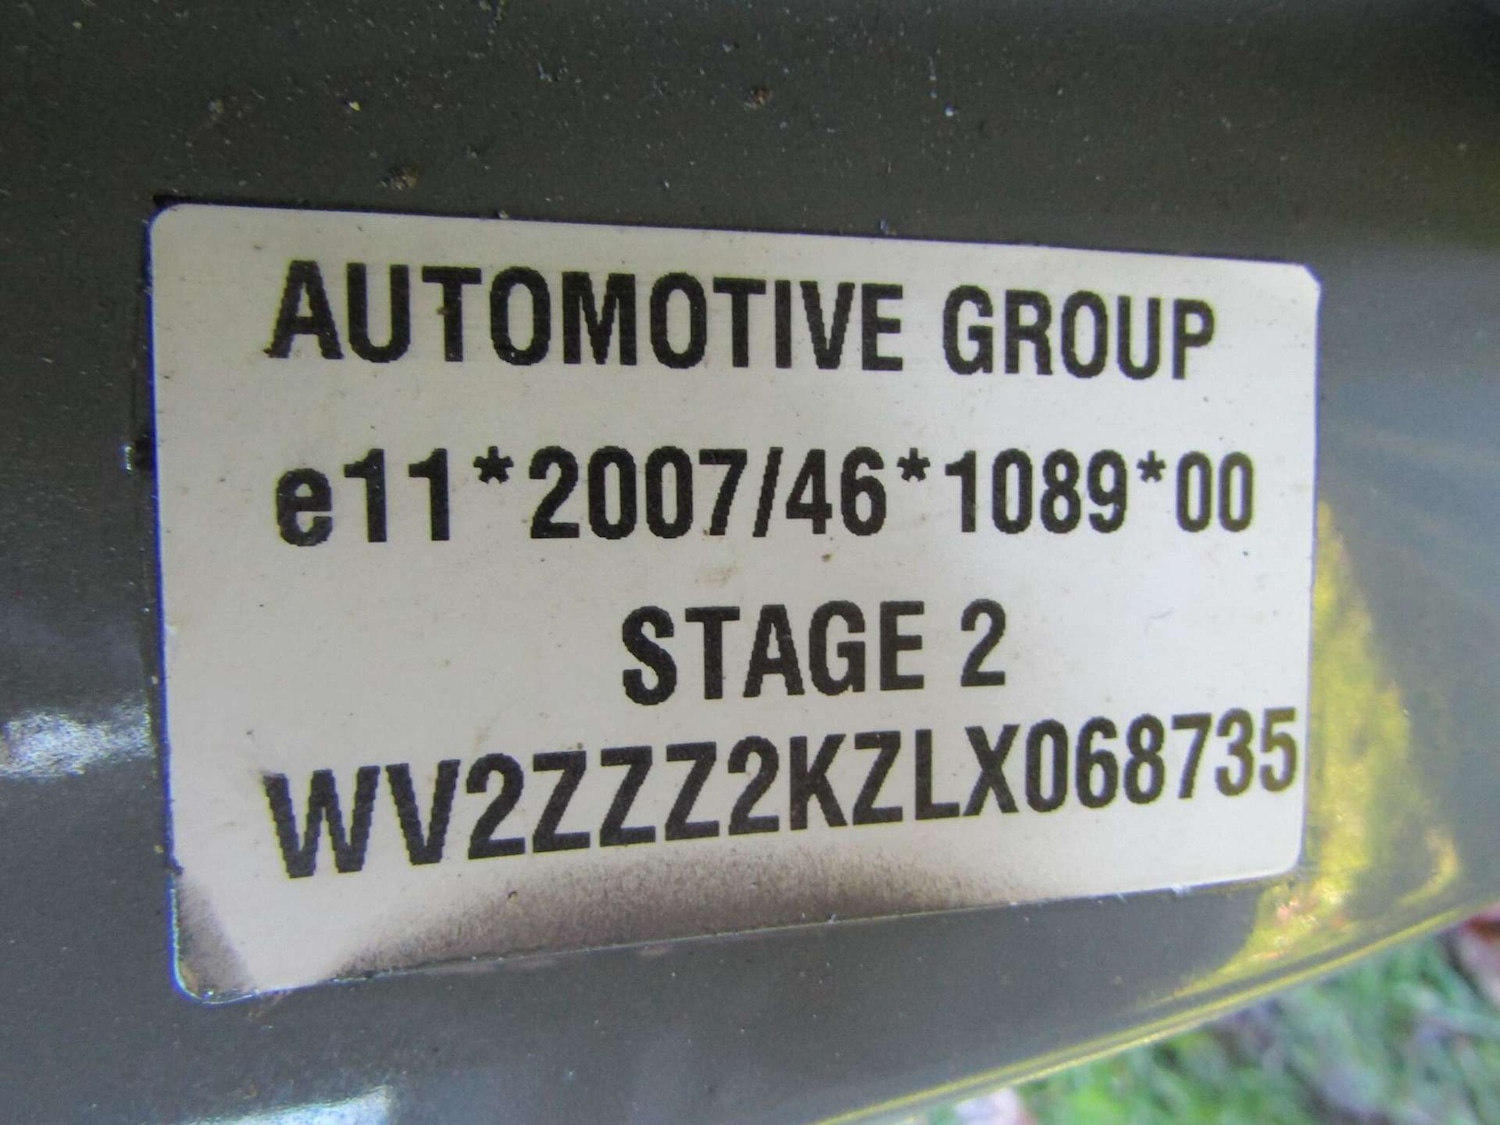 AUTOMOTIVE GROUP
e11*2007/46*1089*00
STAGE 2
WV2ZZZ2KZLX068735